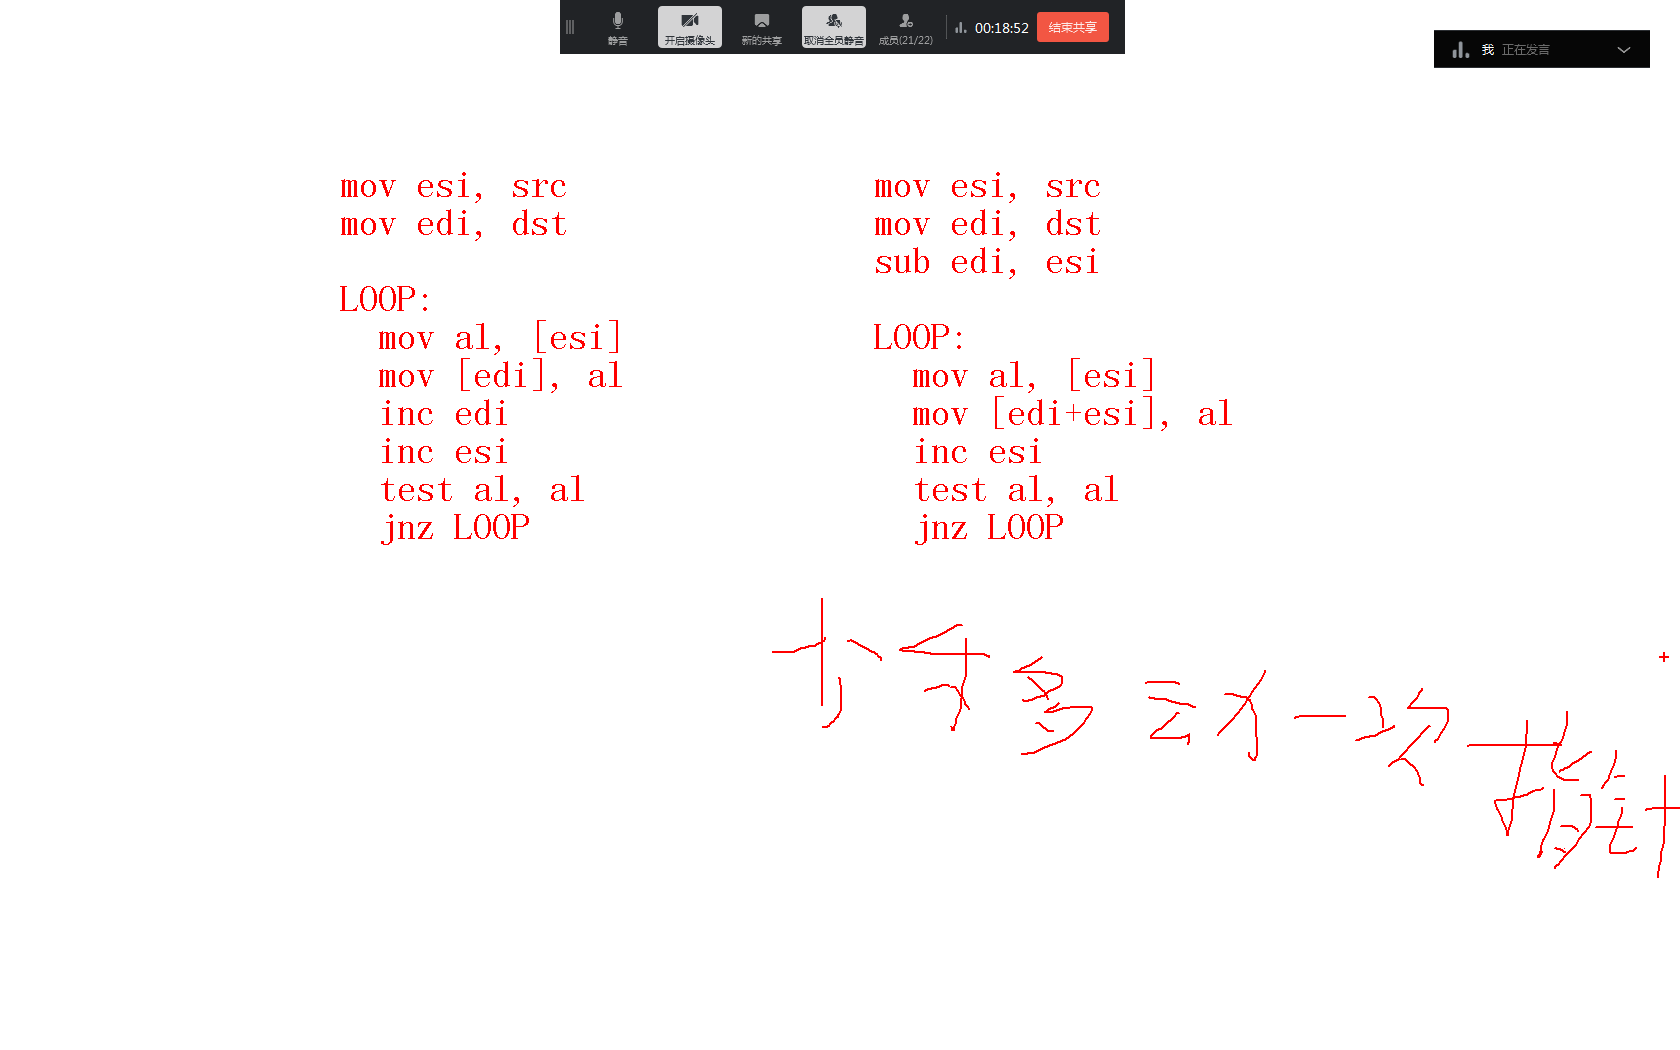 静音 开启摄像头 新的共享 取消全员静音 成员(21/22) 00:18:52 结束共享
我 正在发言
mov esi, src
mov edi, dst
LOOP:
mov al, [esi]
mov [edi], al
inc edi
inc esi
test al, al
jnz LOOP
mov esi, src
mov edi, dst
sub edi, esi
LOOP:
mov al, [esi]
mov [edi+esi], al
inc esi
test al, al
jnz LOOP
多 一次指针